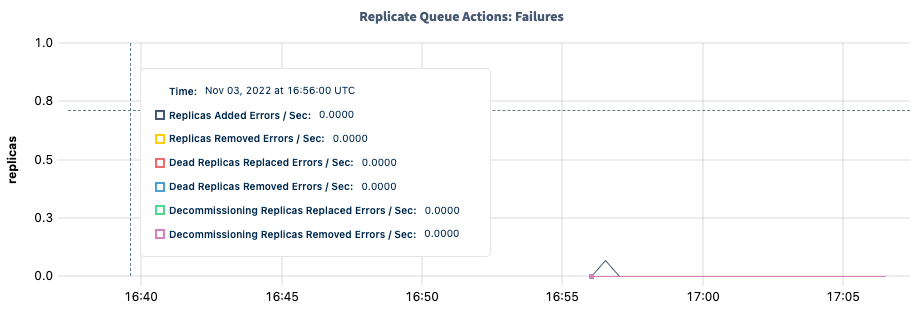 Replicate Queue Actions: Failures
replicas
1.0
0.8
0.5
0.3
0.0
Time: Nov 03, 2022 at 16:56:00 UTC
Replicas Added Errors / Sec: 0.0000
Replicas Removed Errors / Sec: 0.0000
Dead Replicas Replaced Errors / Sec: 0.0000
Dead Replicas Removed Errors / Sec: 0.0000
Decommissioning Replicas Replaced Errors / Sec: 0.0000
Decommissioning Replicas Removed Errors / Sec: 0.0000
16:40 16:45 16:50 16:55 17:00 17:05